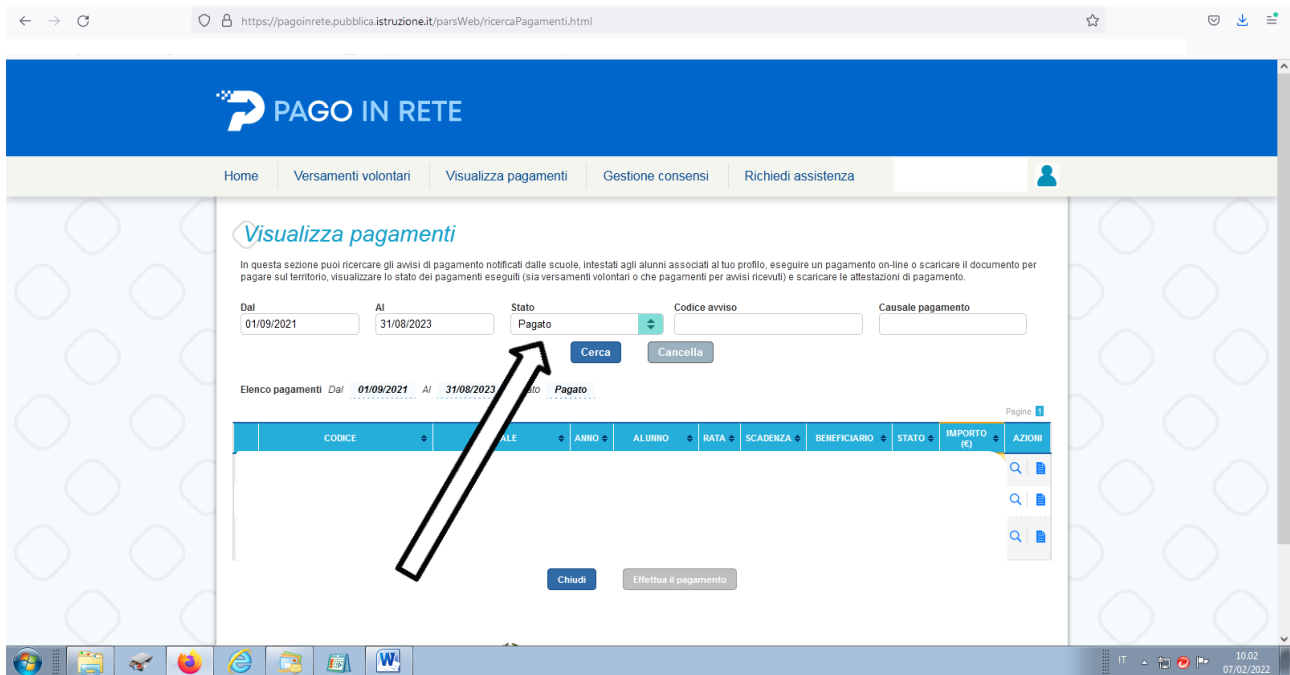 https://pagoinrete.pubblica.istruzione.it/parsWeb/ricercaPagamenti.html
PAGO IN RETE
Home Versamenti volontari Visualizza pagamenti Gestione consensi Richiedi assistenza
Visualizza pagamenti
In questa sezione puoi ricercare gli avvisi di pagamento notificati dalle scuole, intestati agli alunni associati al tuo profilo, eseguire un pagamento on-line o scaricare il documento per
pagare sul territorio, visualizzare lo stato dei pagamenti eseguiti (sia versamenti volontari o che pagamenti per avvisi ricevuti) e scaricare le attestazioni di pagamento.
Dal Al Stato Codice avviso Causale pagamento
01/09/2021 31/08/2023 Pagato
Cerca Cancella
Elenco pagamenti Dal 01/09/2021 Al 31/08/2023 Pagato
Pagine 1
CODICE ANNO ALUNNO RATA SCADENZA BENEFICIARIO STATO IMPORTO (€) AZIONI
Chiudi Effettua il pagamento
IT 10.02
07/02/2022